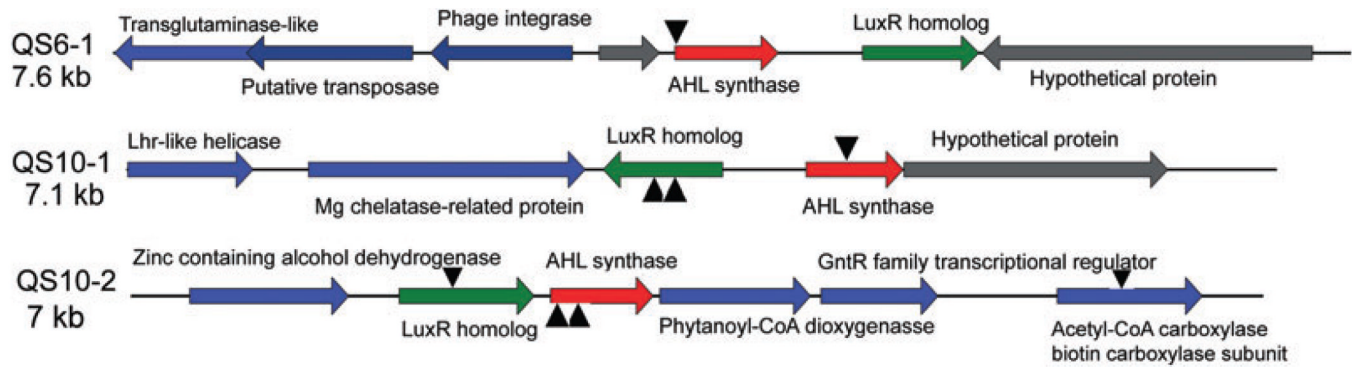 Transglutaminase-like
Phage integrase
LuxR homolog
QS6-1
7.6 kb
Putative transposase
AHL synthase
Hypothetical protein
Lhr-like helicase
LuxR homolog
Hypothetical protein
QS10-1
7.1 kb
Mg chelatase-related protein
AHL synthase
Zinc containing alcohol dehydrogenase
AHL synthase
GntR family transcriptional regulator
QS10-2
7 kb
LuxR homolog
Phytanoyl-CoA dioxygenasse
Acetyl-CoA carboxylase
biotin carboxylase subunit